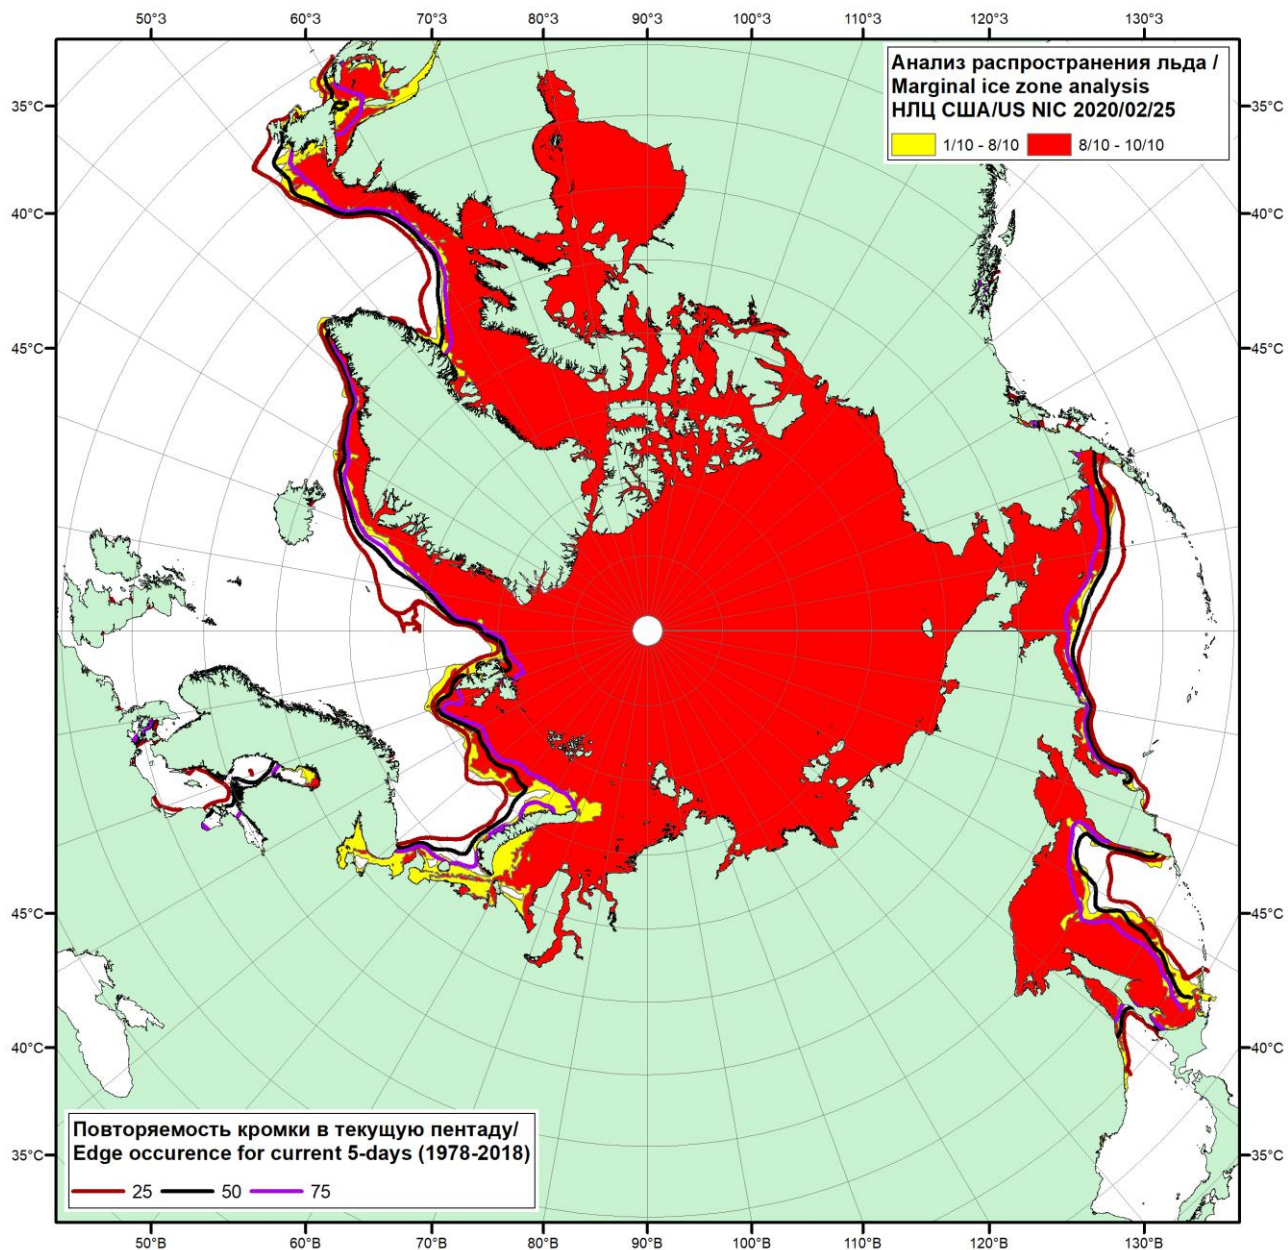 50°З 60°З 70°З 80°З 90°З 100°З 110°З 120°З 130°З
Анализ распространения льда /
Marginal ice zone analysis
НЛЦ США/US NIC 2020/02/25
1/10 - 8/10 8/10 - 10/10
35°С 35°С
40°С 40°С
45°С 45°С
45°С 45°С
40°С 40°С
35°С 35°С
Повторяемость кромки в текущую пентаду/
Edge occurence for current 5-days (1978-2018)
25 50 75
50°В 60°В 70°В 80°В 90°В 100°В 110°В 120°В 130°В